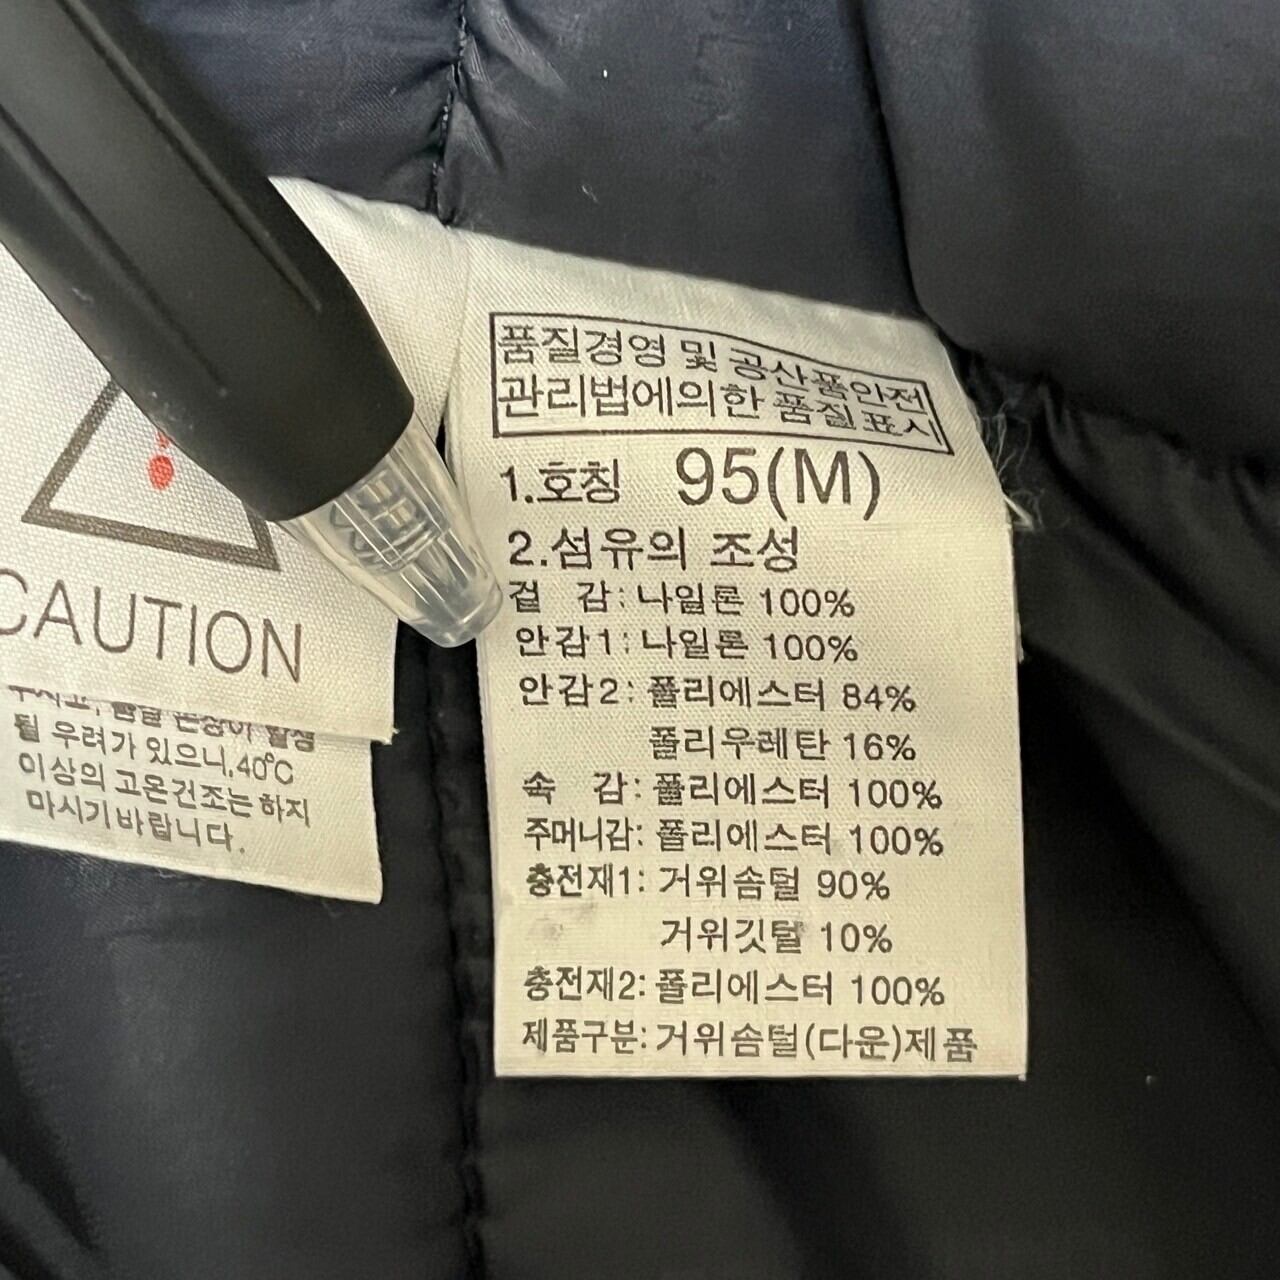 CAUTION
될 우려가 있으니, 40°C
이상의 고온건조는 하지
마시기바랍니다.
품질경영 및 공산품안전
관리법에의한 품질표시
1.호칭 95(M)
2.섬유의 조성
겉 감: 나일론 100%
안감1: 나일론 100%
안감2: 폴리에스터 84%
폴리우레탄 16%
속 감: 폴리에스터 100%
주머니감: 폴리에스터 100%
충전재1: 거위솜털 90%
거위깃털 10%
충전재2: 폴리에스터 100%
제품구분: 거위솜털(다운)제품